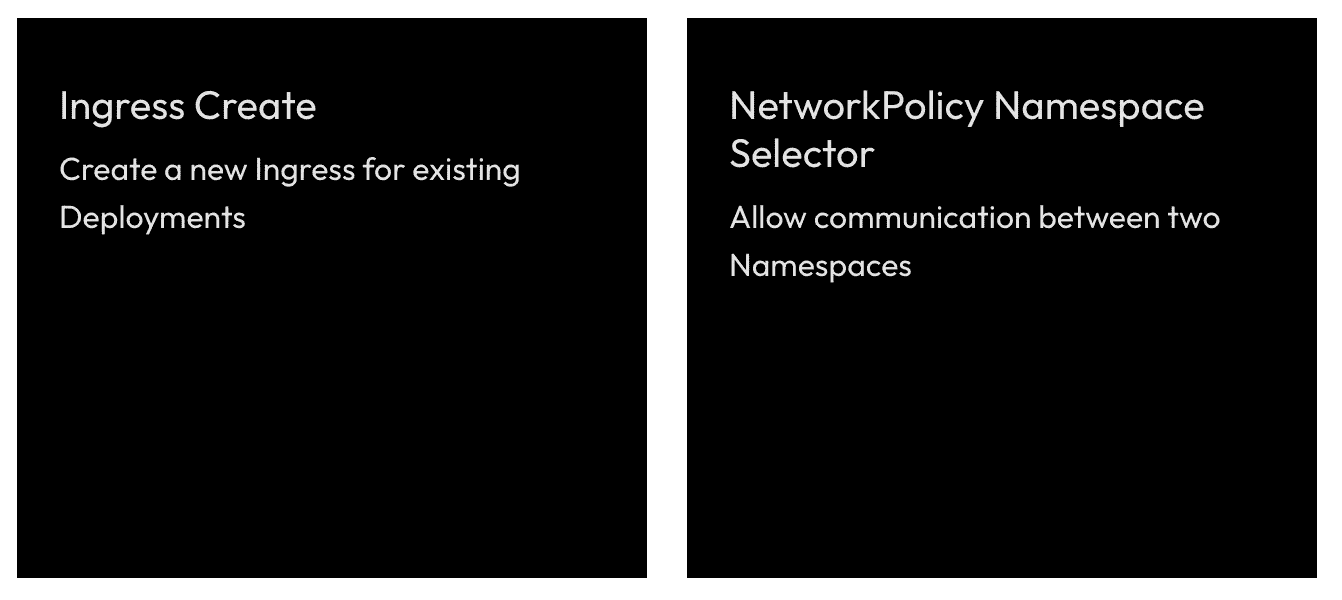 Ingress Create
Create a new Ingress for existing
Deployments
NetworkPolicy Namespace
Selector
Allow communication between two
Namespaces